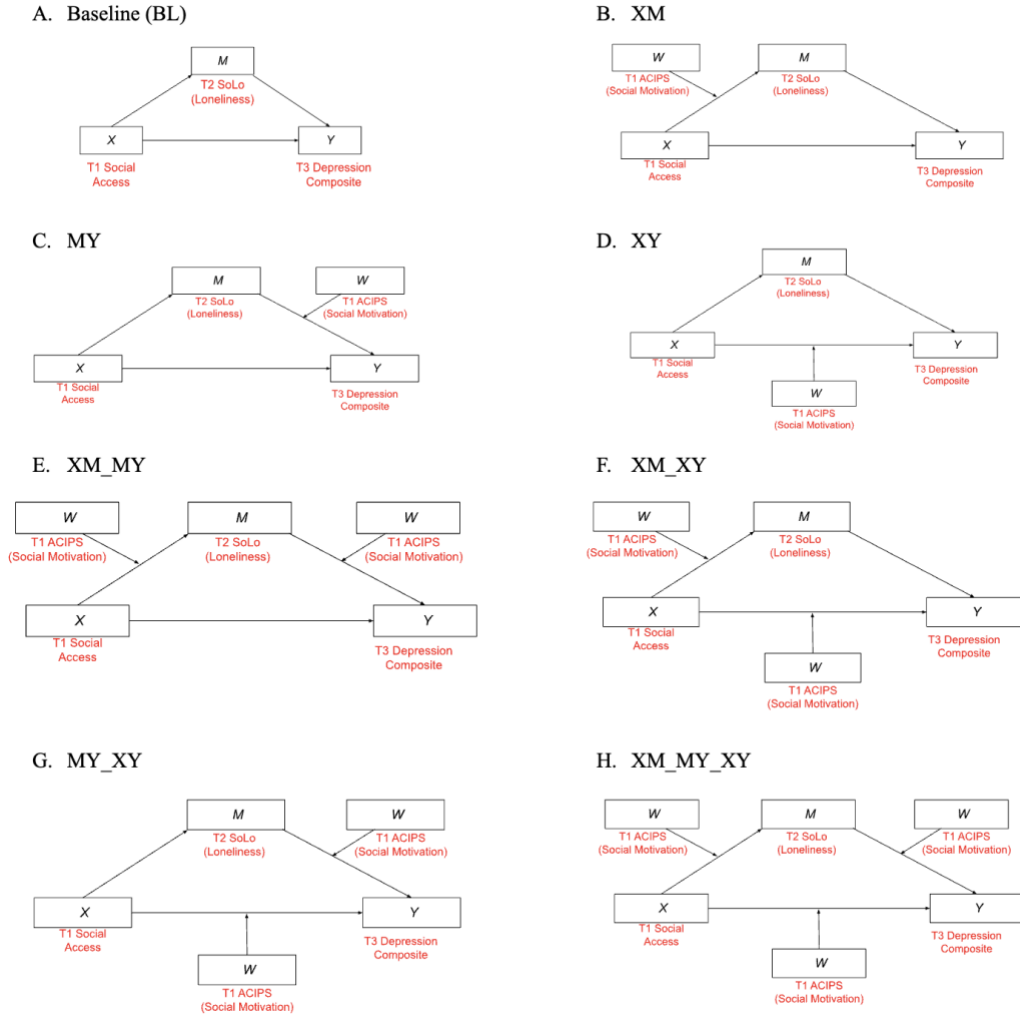 A. Baseline (BL)
M
T2 SoLo
(Loneliness)
X
Y
T1 Social
Access
T3 Depression
Composite
B. XM
W
M
T1 ACIPS
(Social Motivation)
T2 SoLo
(Loneliness)
X
Y
T1 Social
Access
T3 Depression
Composite
C. MY
M
W
T2 SoLo
(Loneliness)
T1 ACIPS
(Social Motivation)
X
Y
T1 Social
Access
T3 Depression
Composite
D. XY
M
T2 SoLo
(Loneliness)
X
Y
T1 Social
Access
T3 Depression
Composite
W
T1 ACIPS
(Social Motivation)
E. XM_MY
W
M
W
T1 ACIPS
(Social Motivation)
T2 SoLo
(Loneliness)
T1 ACIPS
(Social Motivation)
X
Y
T1 Social
Access
T3 Depression
Composite
F. XM_XY
W
M
T1 ACIPS
(Social Motivation)
T2 SoLo
(Loneliness)
X
Y
T1 Social
Access
T3 Depression
Composite
W
T1 ACIPS
(Social Motivation)
G. MY_XY
M
W
T2 SoLo
(Loneliness)
T1 ACIPS
(Social Motivation)
X
Y
T1 Social
Access
T3 Depression
Composite
W
T1 ACIPS
(Social Motivation)
H. XM_MY_XY
W
M
W
T1 ACIPS
(Social Motivation)
T2 SoLo
(Loneliness)
T1 ACIPS
(Social Motivation)
X
Y
T1 Social
Access
T3 Depression
Composite
W
T1 ACIPS
(Social Motivation)